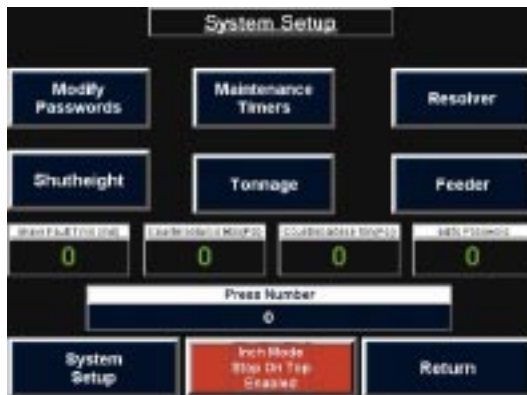 System Setup
Modify
Passwords
Maintenance
Timers
Resolver
Shutheight
Tonnage
Feeder
0
0
0
0
Press Number
0
System
Setup
Inch Mode
Stop On Top
Enabled
Return